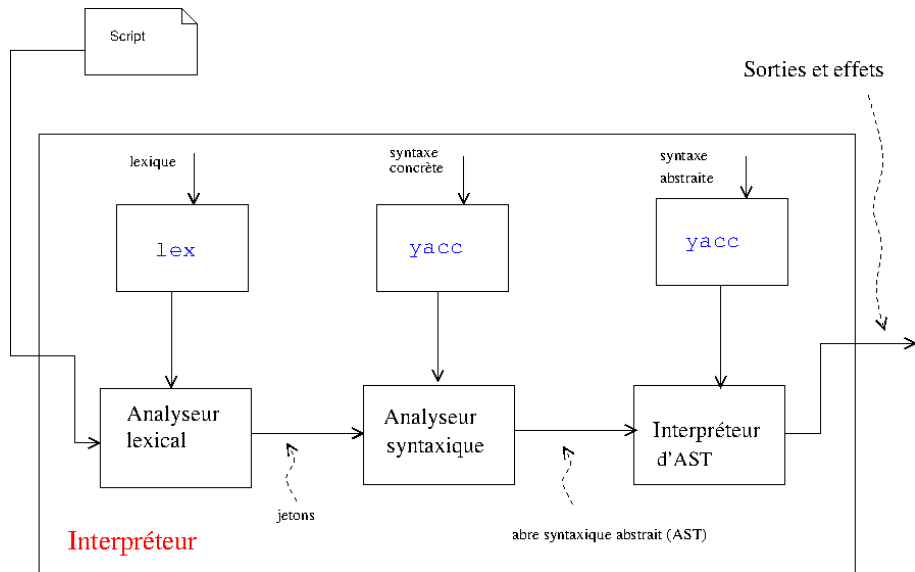 Script
Sorties et effets
lexique
syntaxe
concrète
syntaxe
abstraite
lex
yacc
yacc
Analyseur
lexical
Analyseur
syntaxique
Interpréteur
d'AST
jetons
abre syntaxique abstrait (AST)
Interpréteur